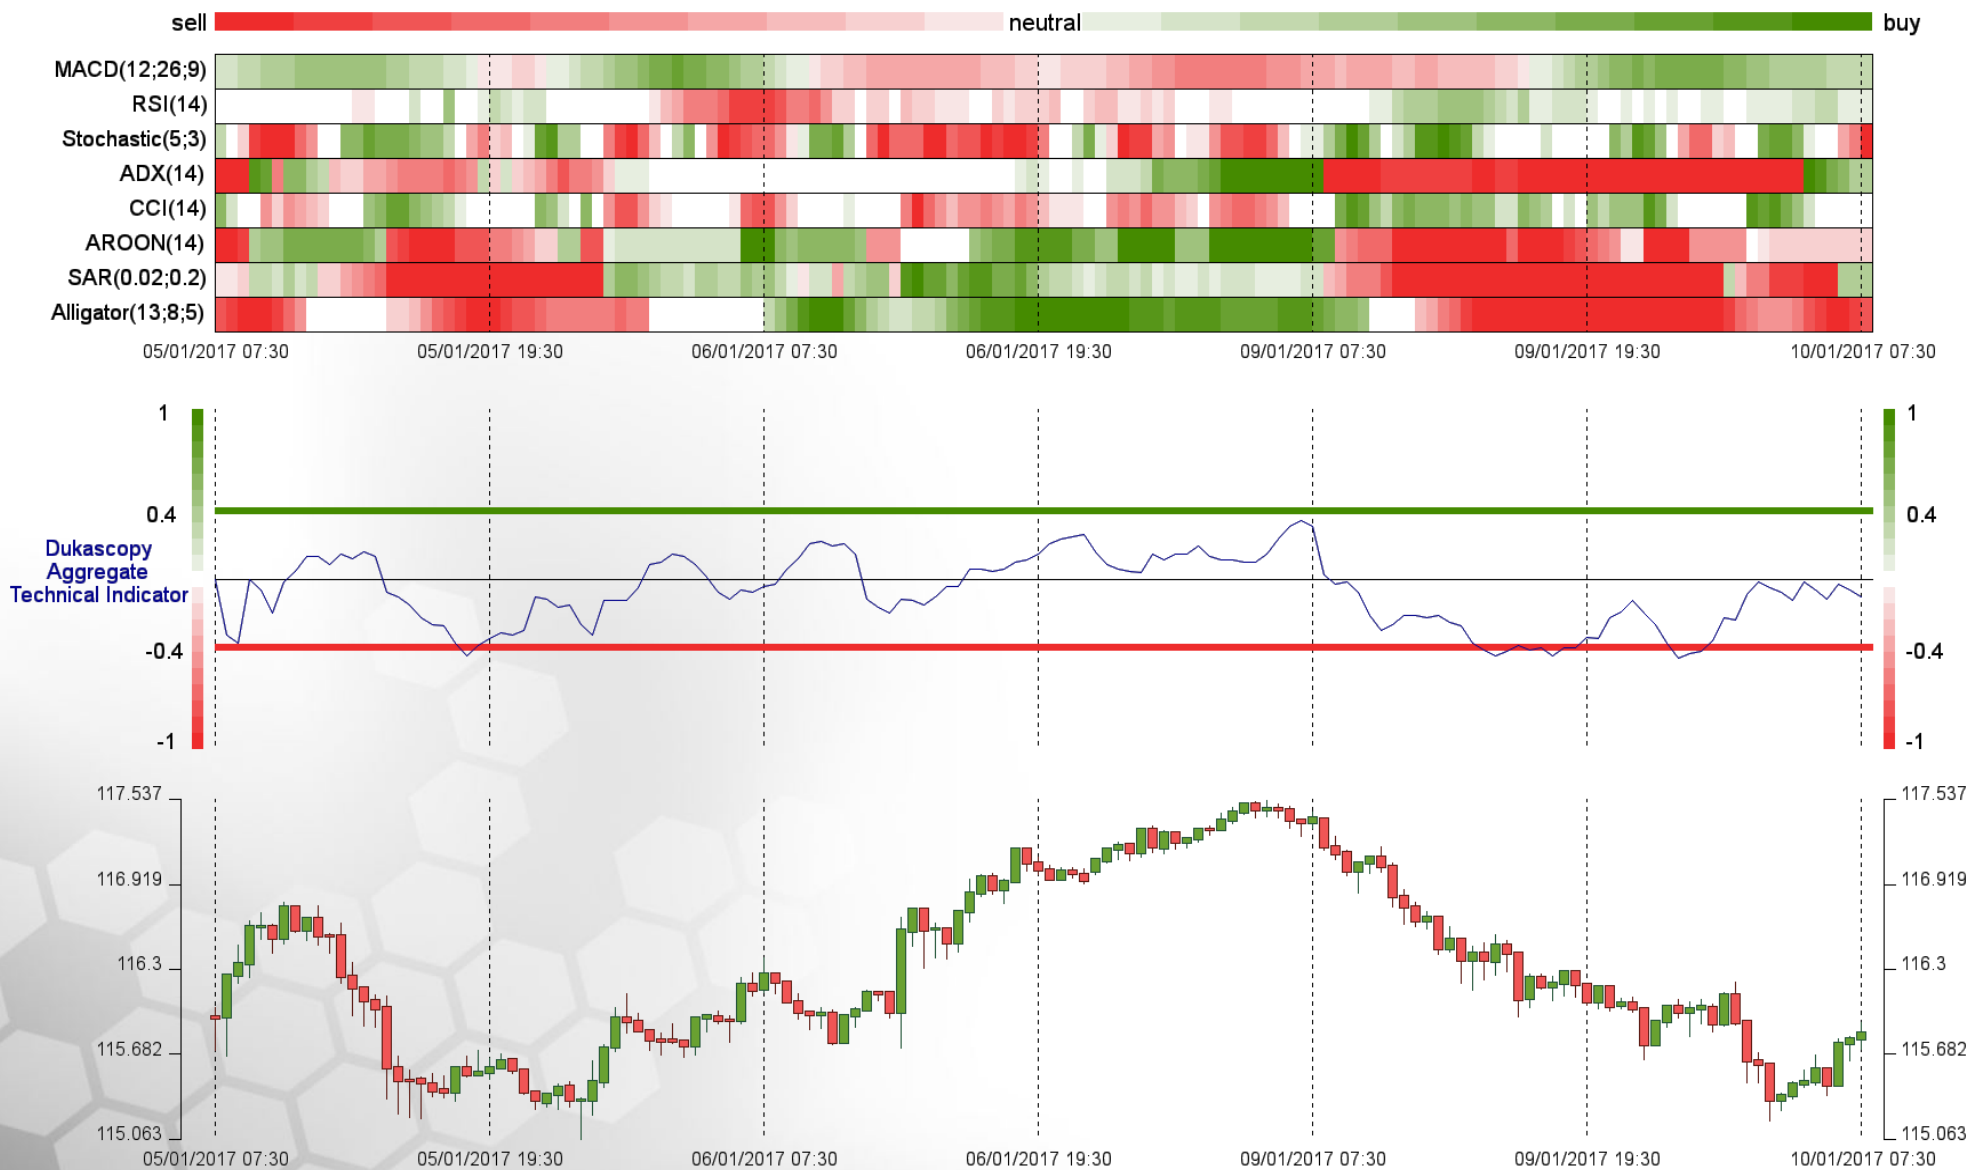 sell neutral buy
MACD(12;26;9)
RSI(14)
Stochastic(5;3)
ADX(14)
CCI(14)
AROON(14)
SAR(0.02;0.2)
Alligator(13;8;5)
05/01/2017 07:30 05/01/2017 19:30 06/01/2017 07:30 06/01/2017 19:30 09/01/2017 07:30 09/01/2017 19:30 10/01/2017 07:30
1 1
0.4 0.4
Dukascopy
Aggregate
Technical Indicator
-0.4 -0.4
-1 -1
117.537 117.537
116.919 116.919
116.3 116.3
115.682 115.682
115.063 115.063
05/01/2017 07:30 05/01/2017 19:30 06/01/2017 07:30 06/01/2017 19:30 09/01/2017 07:30 09/01/2017 19:30 10/01/2017 07:30